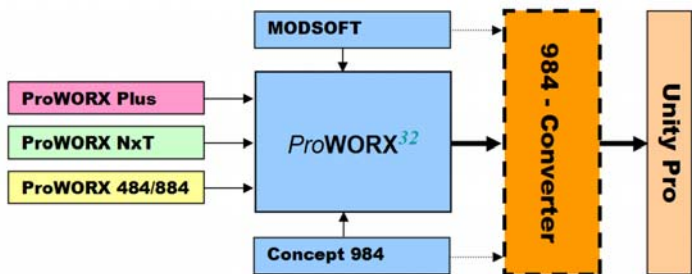 MODSOFT
ProWORX Plus
ProWORX NxT
ProWORX 484/884
ProWORX32
Concept 984
984 - Converter
Unity Pro